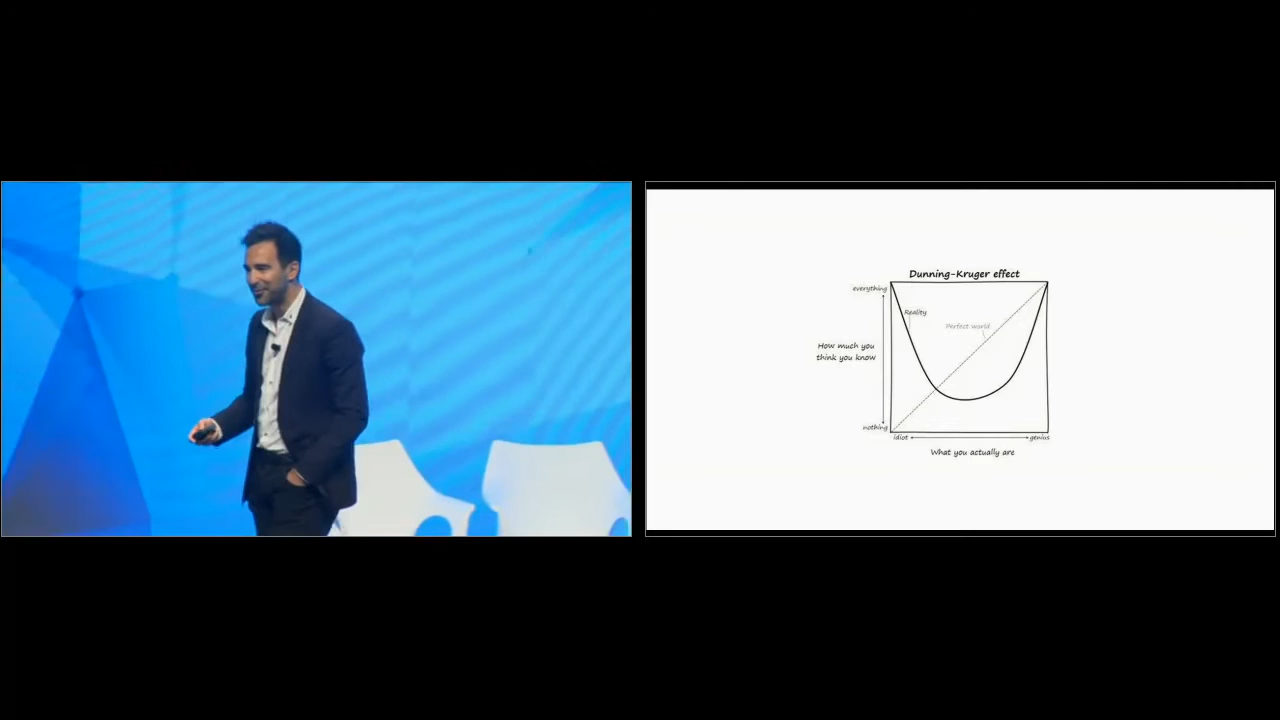 Dunning-Kruger effect
everything
Reality
Perfect world
How much you
think you know
nothing
idiot
genius
What you actually are